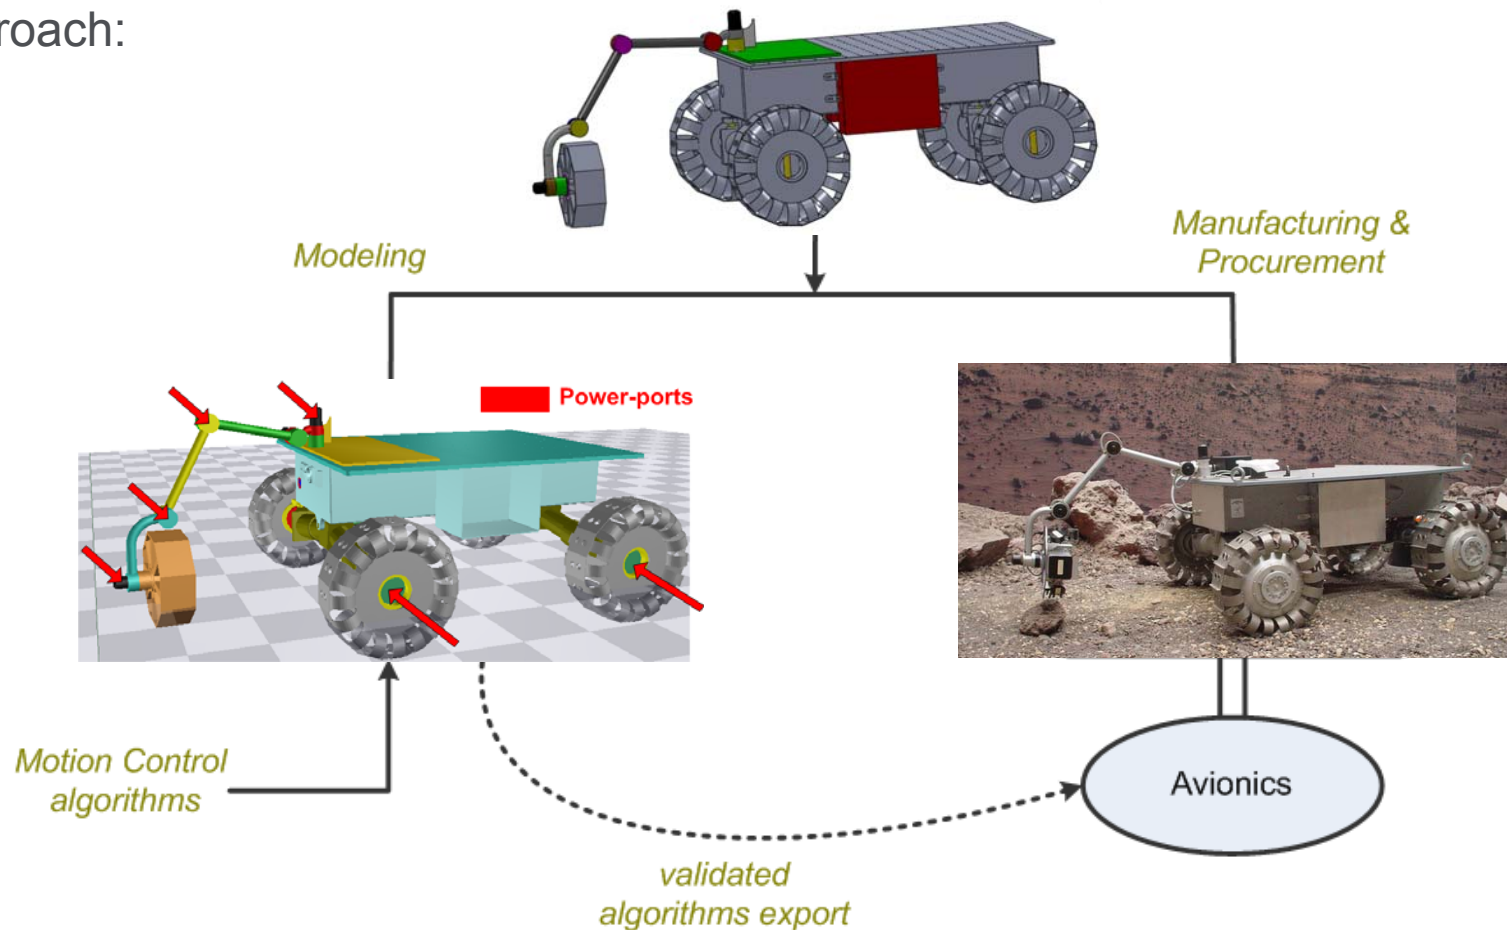 roach:
Modeling
Manufacturing &
Procurement
Power-ports
Motion Control
algorithms
Avionics
validated
algorithms export